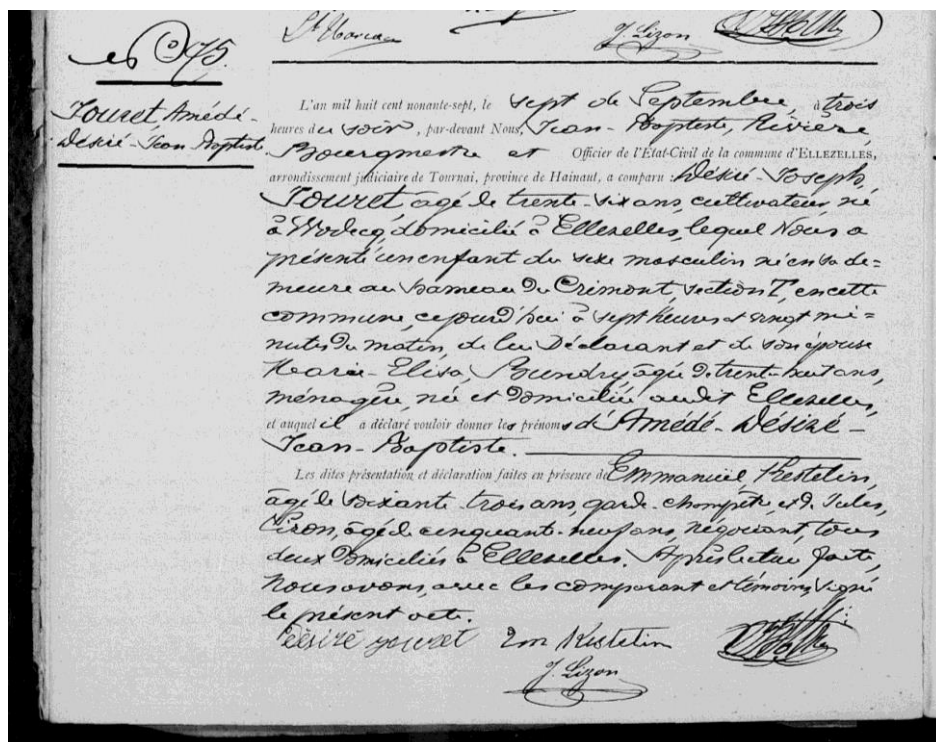 J. Lizon
N° 75.
Jouret, Amédé-
Désiré-Jean Baptiste.
L'an mil huit cent nonante-sept, le sept de Septembre, à trois
heures du soir, par-devant Nous, Jean-Baptiste, Rivière,
Bourgmestre et Officier de l'État-Civil de la commune d'ELLEZELLES,
arrondissement judiciaire de Tournai, province de Hainaut, a comparu : Désiré-Joseph,
Jouret âgé de trente-six ans, cultivateur, né
à Wodecq, domicilié à Ellezelles, lequel Nous a
présenté un enfant du sexe masculin né en sa de=
meure au hameau du Crimont, section I, en cette
commune, cejourd'hui à sept heures et vingt mi=
nutes du matin, de lui Déclarant et de son épouse
Marie-Elisa, Bundry, âgée de trente-huit ans,
ménagère, née et domiciliée audit Ellezelles,
et auquel il a déclaré vouloir donner les prénoms d'Amédé-Désiré-
Jean-Baptiste.
Les dites présentation et déclaration faites en présence de Emmanuël, Kestelin,
âgé de soixante-trois ans, garde-champêtre et de Jules,
âgé de cinquante-neuf ans, négociant, tous
deux domiciliés à Ellezelles. Après lecture faite,
Nous avons, avec les comparant et témoins, signé
le présent acte.
Désiré Jouret Em Kestelin
J. Lizon